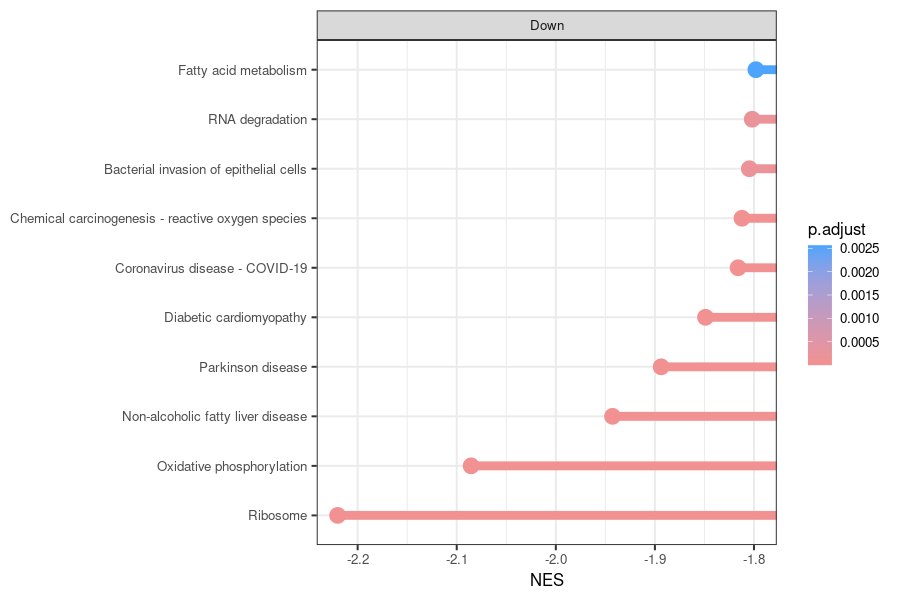 Down
Fatty acid metabolism
RNA degradation
Bacterial invasion of epithelial cells
Chemical carcinogenesis - reactive oxygen species
Coronavirus disease - COVID-19
Diabetic cardiomyopathy
Parkinson disease
Non-alcoholic fatty liver disease
Oxidative phosphorylation
Ribosome
-2.2 -2.1 -2.0 -1.9 -1.8
NES
p.adjust
0.0025
0.0020
0.0015
0.0010
0.0005